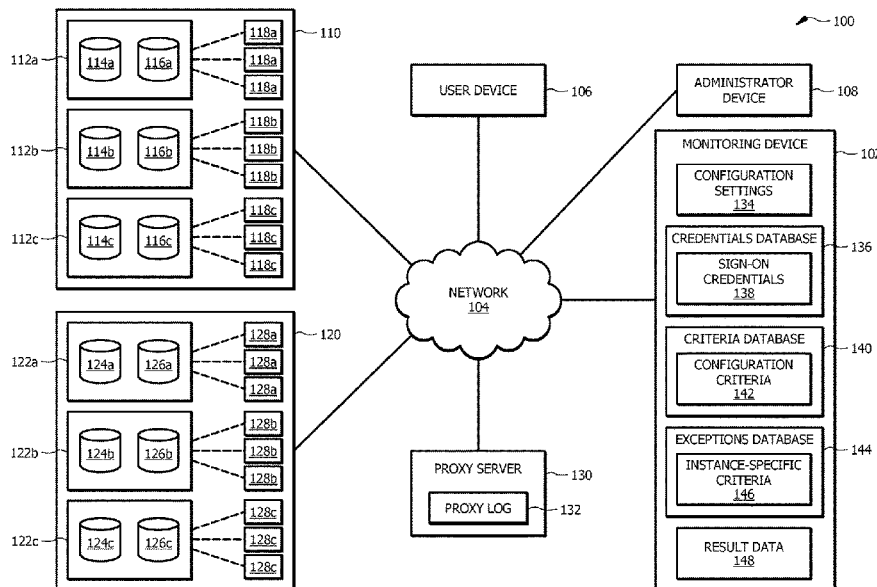 100
110
112a
114a
116a
118a
118a
118a
112b
114b
116b
118b
118b
118b
112c
114c
116c
118c
118c
118c
120
122a
124a
126a
128a
128a
128a
122b
124b
126b
128b
128b
128b
122c
124c
126c
128c
128c
128c
USER DEVICE
106
NETWORK
104
PROXY SERVER
130
PROXY LOG
132
ADMINISTRATOR
DEVICE
108
MONITORING DEVICE
102
CONFIGURATION
SETTINGS
134
CREDENTIALS DATABASE
136
SIGN-ON
CREDENTIALS
138
CRITERIA DATABASE
140
CONFIGURATION
CRITERIA
142
EXCEPTIONS DATABASE
144
INSTANCE-SPECIFIC
CRITERIA
146
RESULT DATA
148